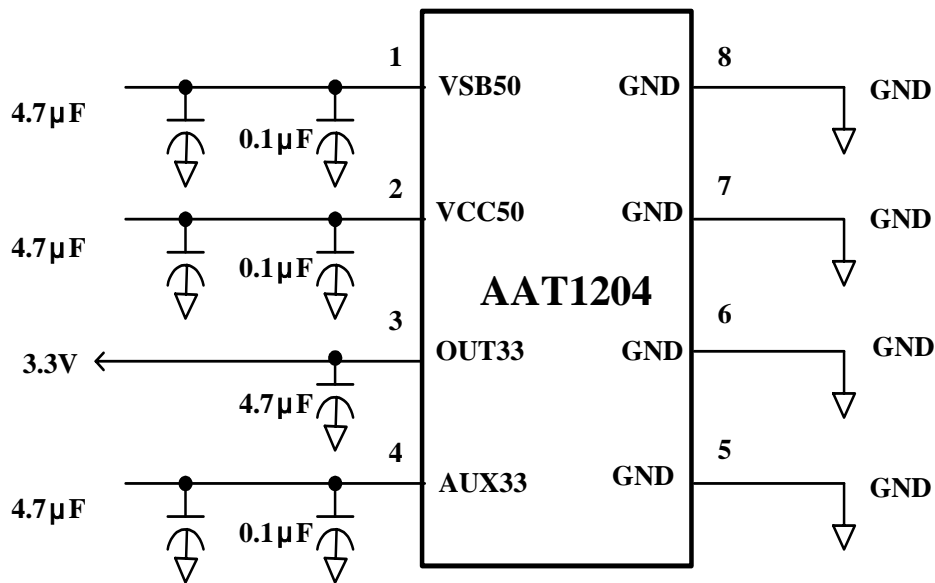 1
8
VSB50
GND
GND
4.7μF
0.1μF
2
7
VCC50
GND
GND
4.7μF
0.1μF
AAT1204
3
6
3.3V
OUT33
GND
GND
4.7μF
4
5
AUX33
GND
GND
4.7μF
0.1μF